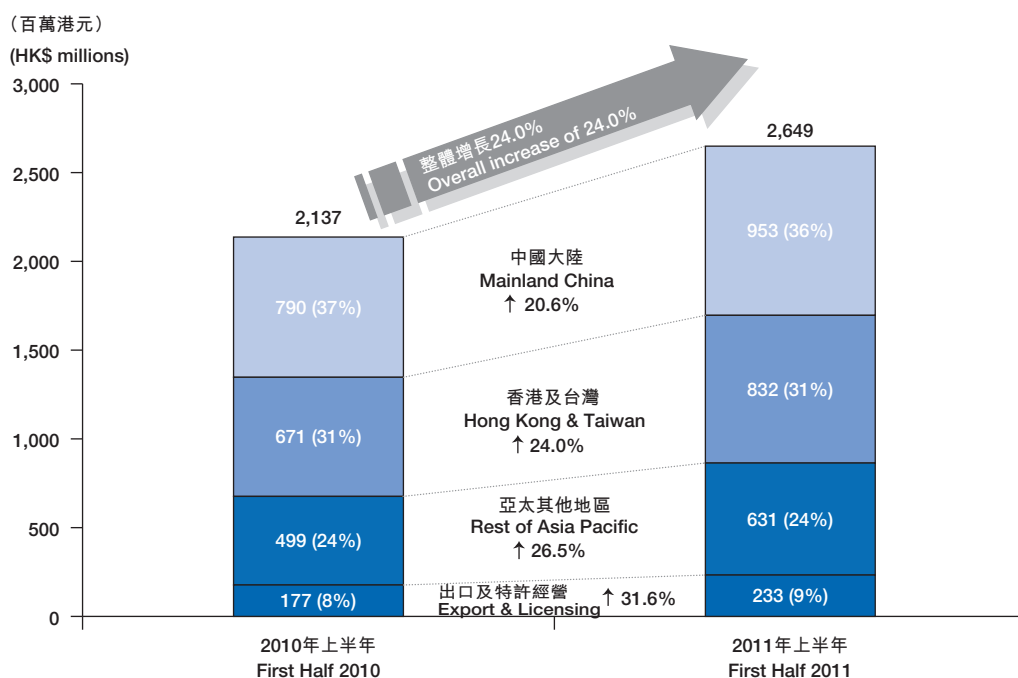 （百萬港元）
(HK$ millions)
3,000
2,500
2,000
1,500
1,000
500
0
整體增長24.0%
Overall increase of 24.0%
2,137
790 (37%)
671 (31%)
499 (24%)
177 (8%)
中國大陸
Mainland China
↑ 20.6%
香港及台灣
Hong Kong & Taiwan
↑ 24.0%
亞太其他地區
Rest of Asia Pacific
↑ 26.5%
出口及特許經營
Export & Licensing
↑ 31.6%
2,649
953 (36%)
832 (31%)
631 (24%)
233 (9%)
2010年上半年
First Half 2010
2011年上半年
First Half 2011